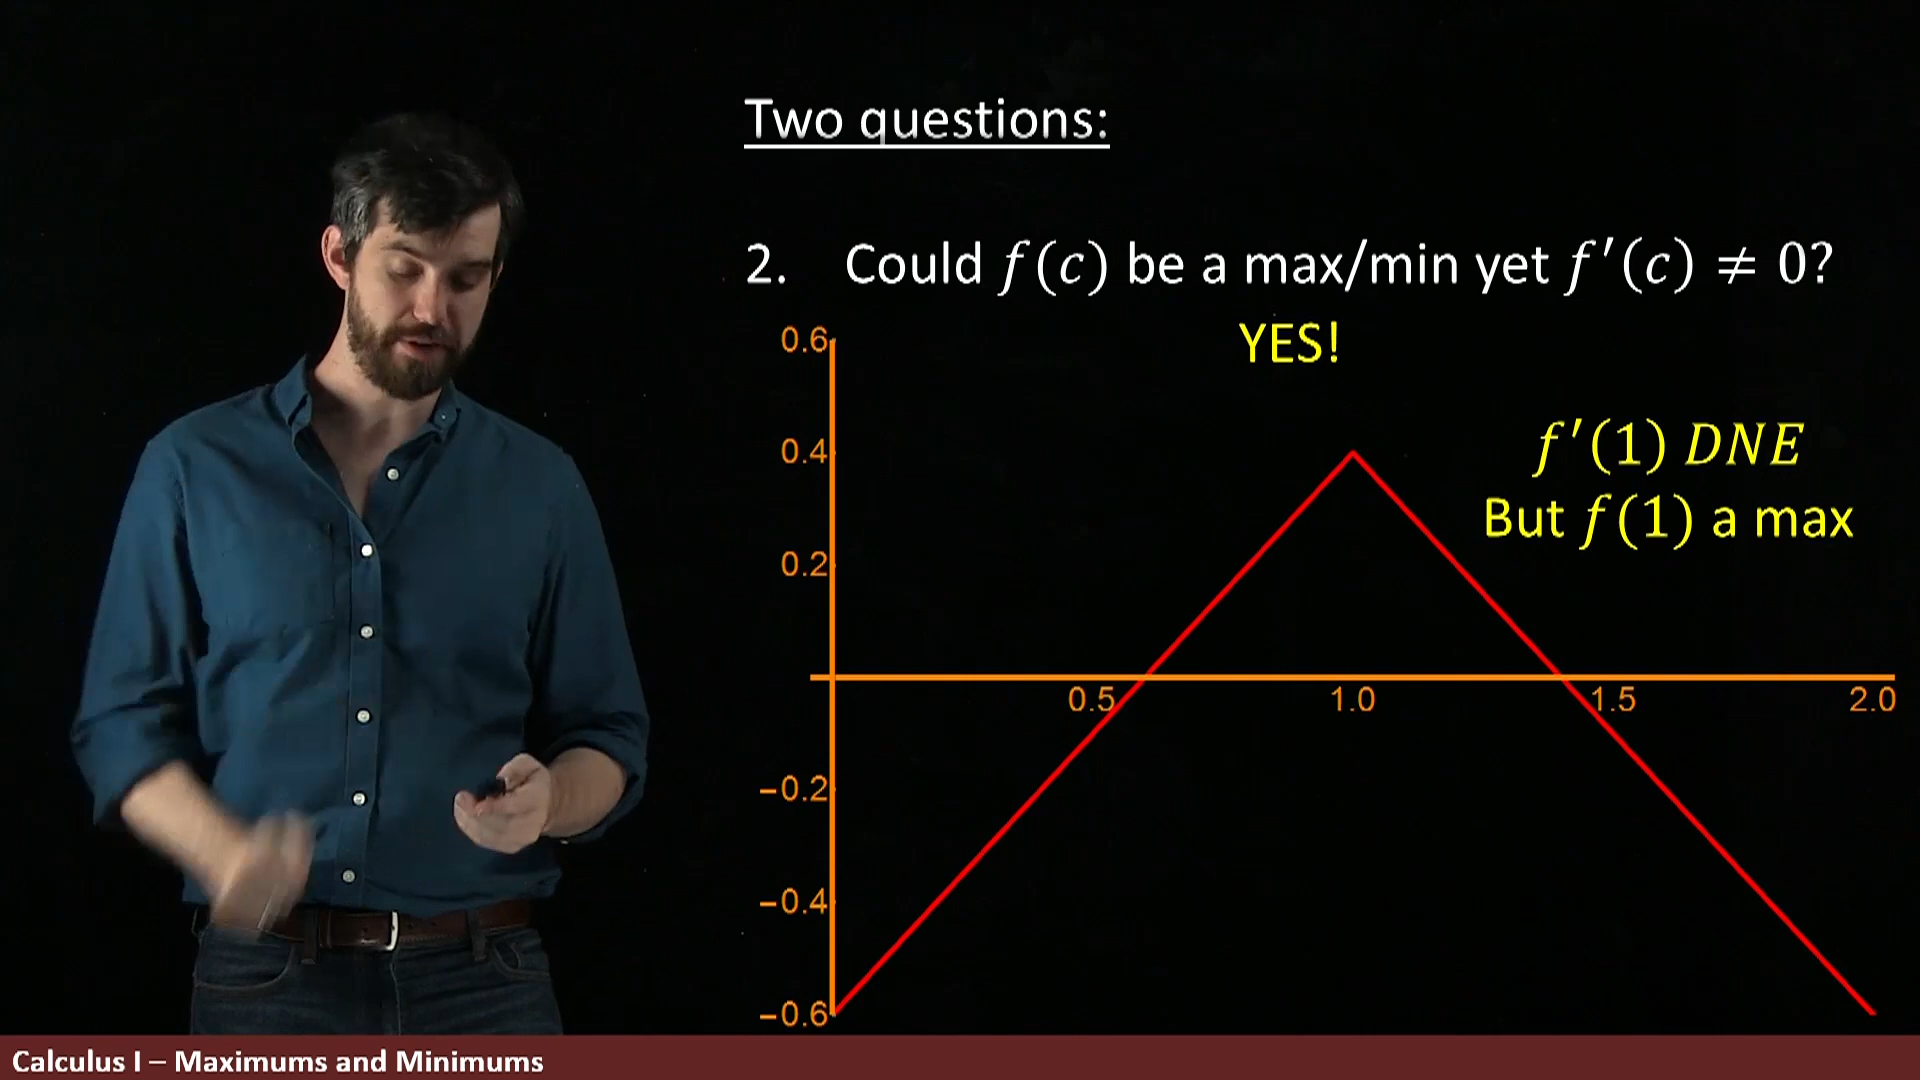 Two questions:
2. Could f(c) be a max/min yet f′(c) ≠ 0?
YES!
f′(1) DNE
But f(1) a max
0.6
0.4
0.2
−0.2
−0.4
−0.6
0.5 1.0 1.5 2.0
Calculus I – Maximums and Minimums